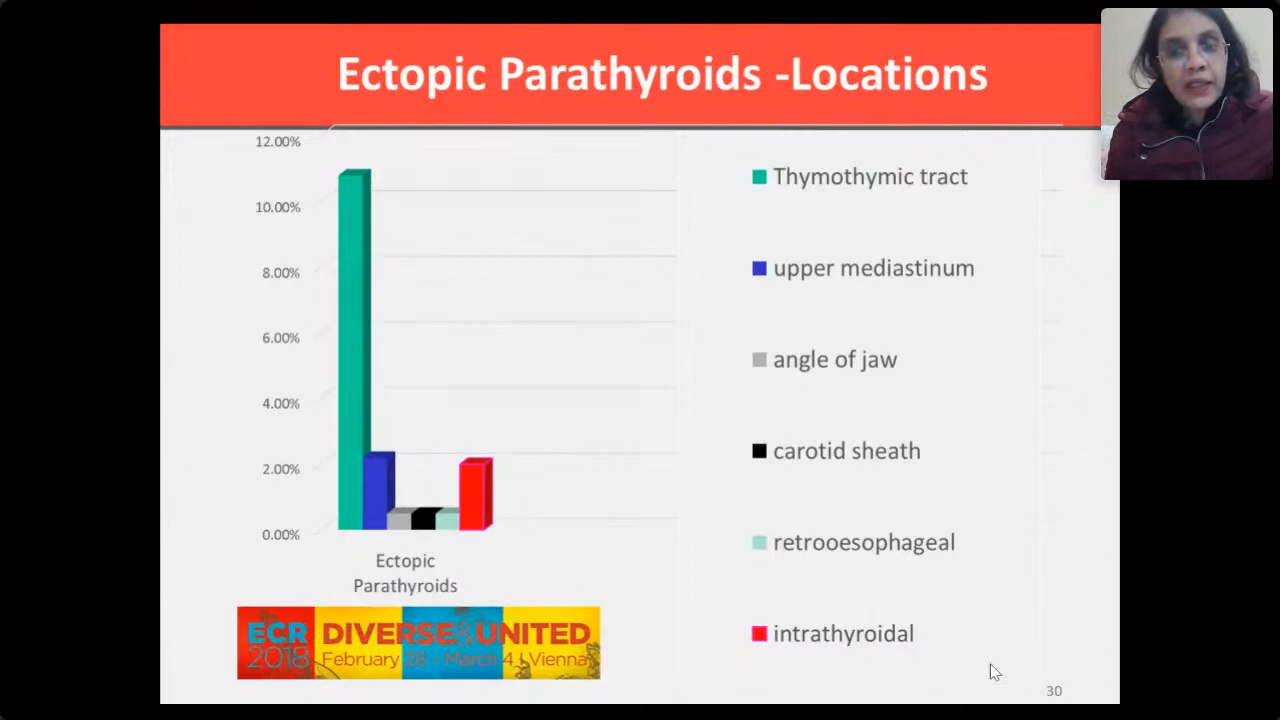 Ectopic Parathyroids -Locations
12.00%
10.00%
8.00%
6.00%
4.00%
2.00%
0.00%
Ectopic
Parathyroids
Thymothymic tract
upper mediastinum
angle of jaw
carotid sheath
retrooesophageal
intrathyroidal
ECR
2018
DIVERSE&UNITED
February 28 - March 4 | Vienna
30